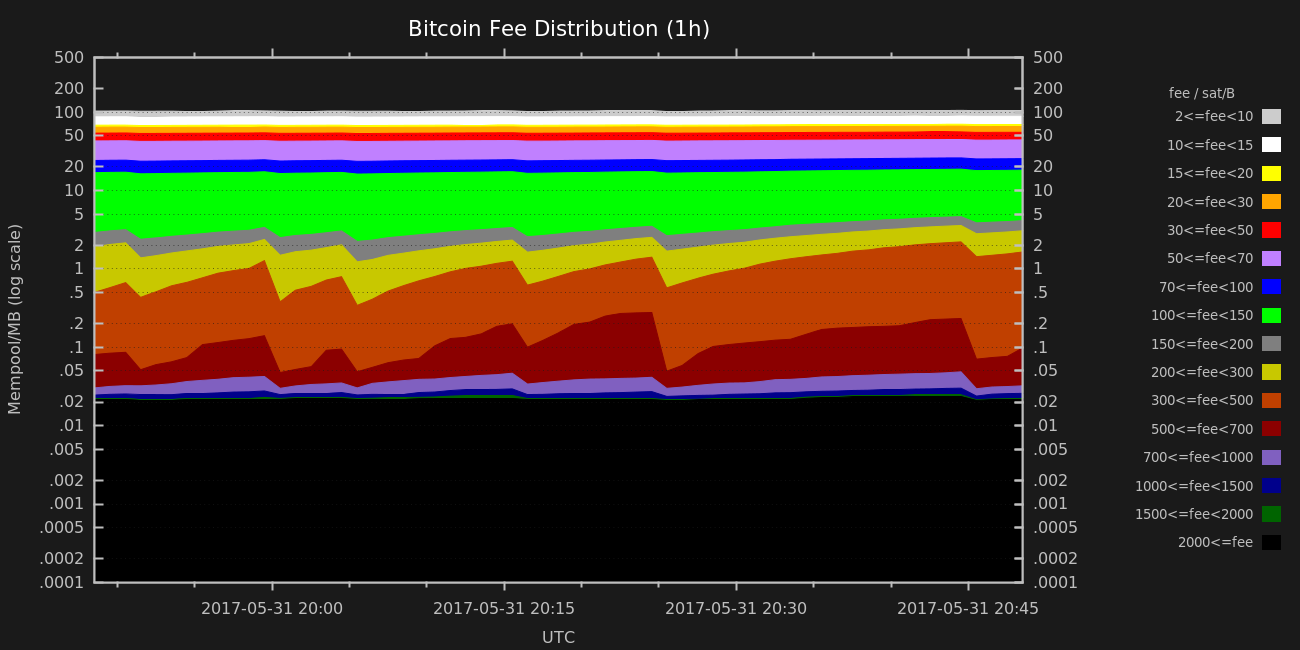 Bitcoin Fee Distribution (1h)
500
200
100
50
20
10
5
2
1
.5
.2
.1
.05
.02
.01
.005
.002
.001
.0005
.0002
.0001
Mempool/MB (log scale)
500
200
100
50
20
10
5
2
1
.5
.2
.1
.05
.02
.01
.005
.002
.001
.0005
.0002
.0001
2017-05-31 20:00
2017-05-31 20:15
2017-05-31 20:30
2017-05-31 20:45
UTC
fee / sat/B
2<=fee<10
10<=fee<15
15<=fee<20
20<=fee<30
30<=fee<50
50<=fee<70
70<=fee<100
100<=fee<150
150<=fee<200
200<=fee<300
300<=fee<500
500<=fee<700
700<=fee<1000
1000<=fee<1500
1500<=fee<2000
2000<=fee